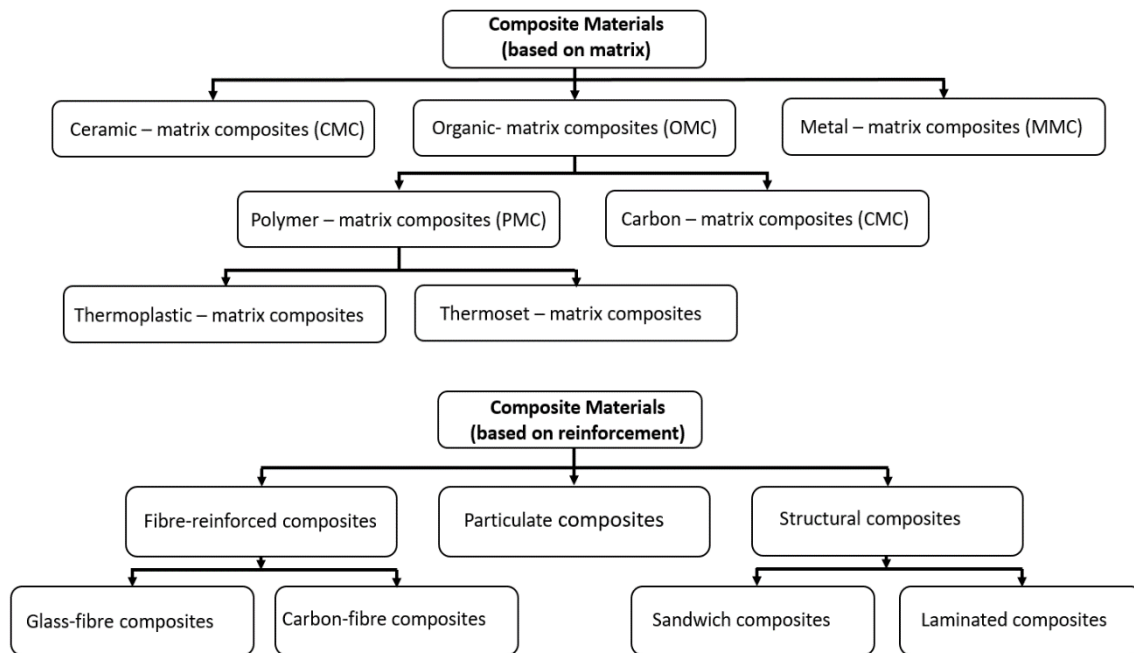 Composite Materials
(based on matrix)
Ceramic – matrix composites (CMC)
Organic- matrix composites (OMC)
Metal – matrix composites (MMC)
Polymer – matrix composites (PMC)
Carbon – matrix composites (CMC)
Thermoplastic – matrix composites
Thermoset – matrix composites
Composite Materials
(based on reinforcement)
Fibre-reinforced composites
Particulate composites
Structural composites
Glass-fibre composites
Carbon-fibre composites
Sandwich composites
Laminated composites